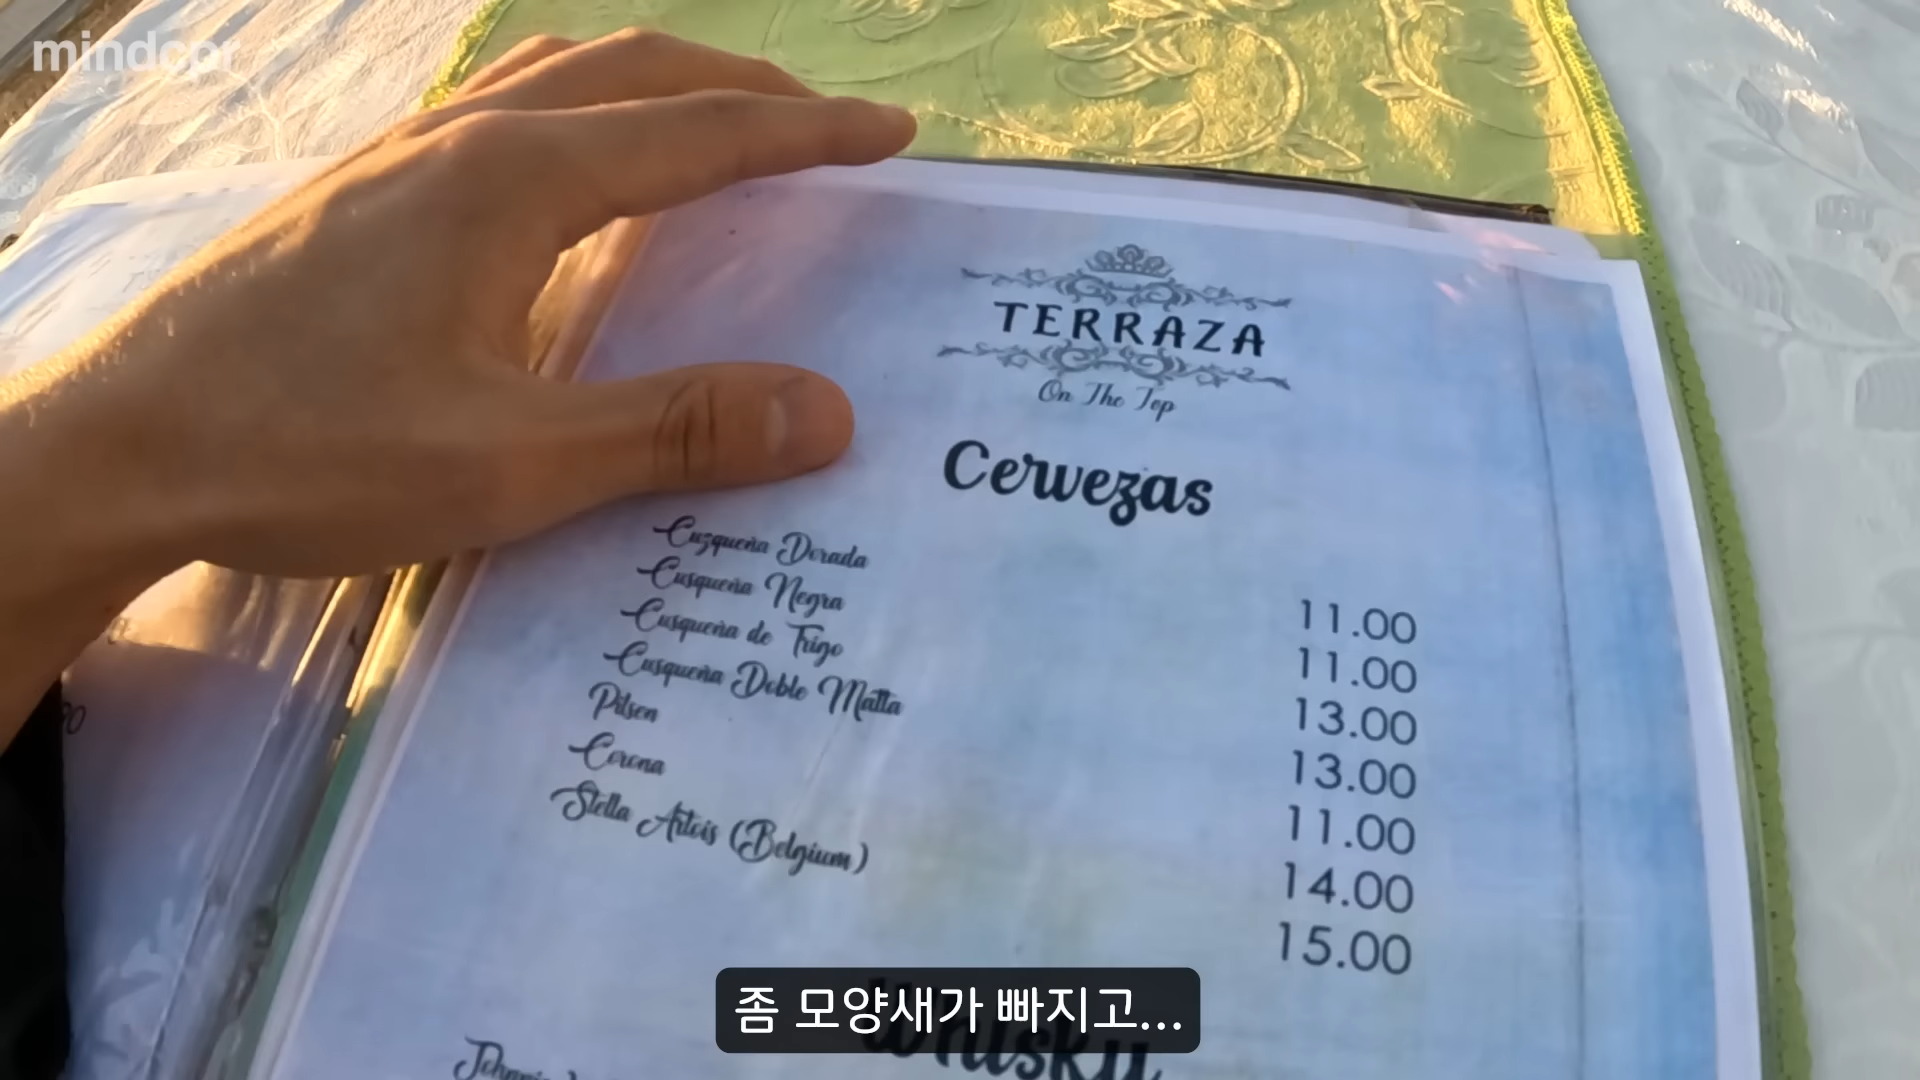 mindcpr
TERRAZA
On The Top
Cervezas
Cuzqueña Dorada 11.00
Cusqueña Negra 11.00
Cusqueña de Trigo 13.00
Cusqueña Doble Malta 13.00
Pilsen 11.00
Corona 14.00
Stella Artois (Belgium) 15.00
Whisky
좀 모양새가 빠지고...